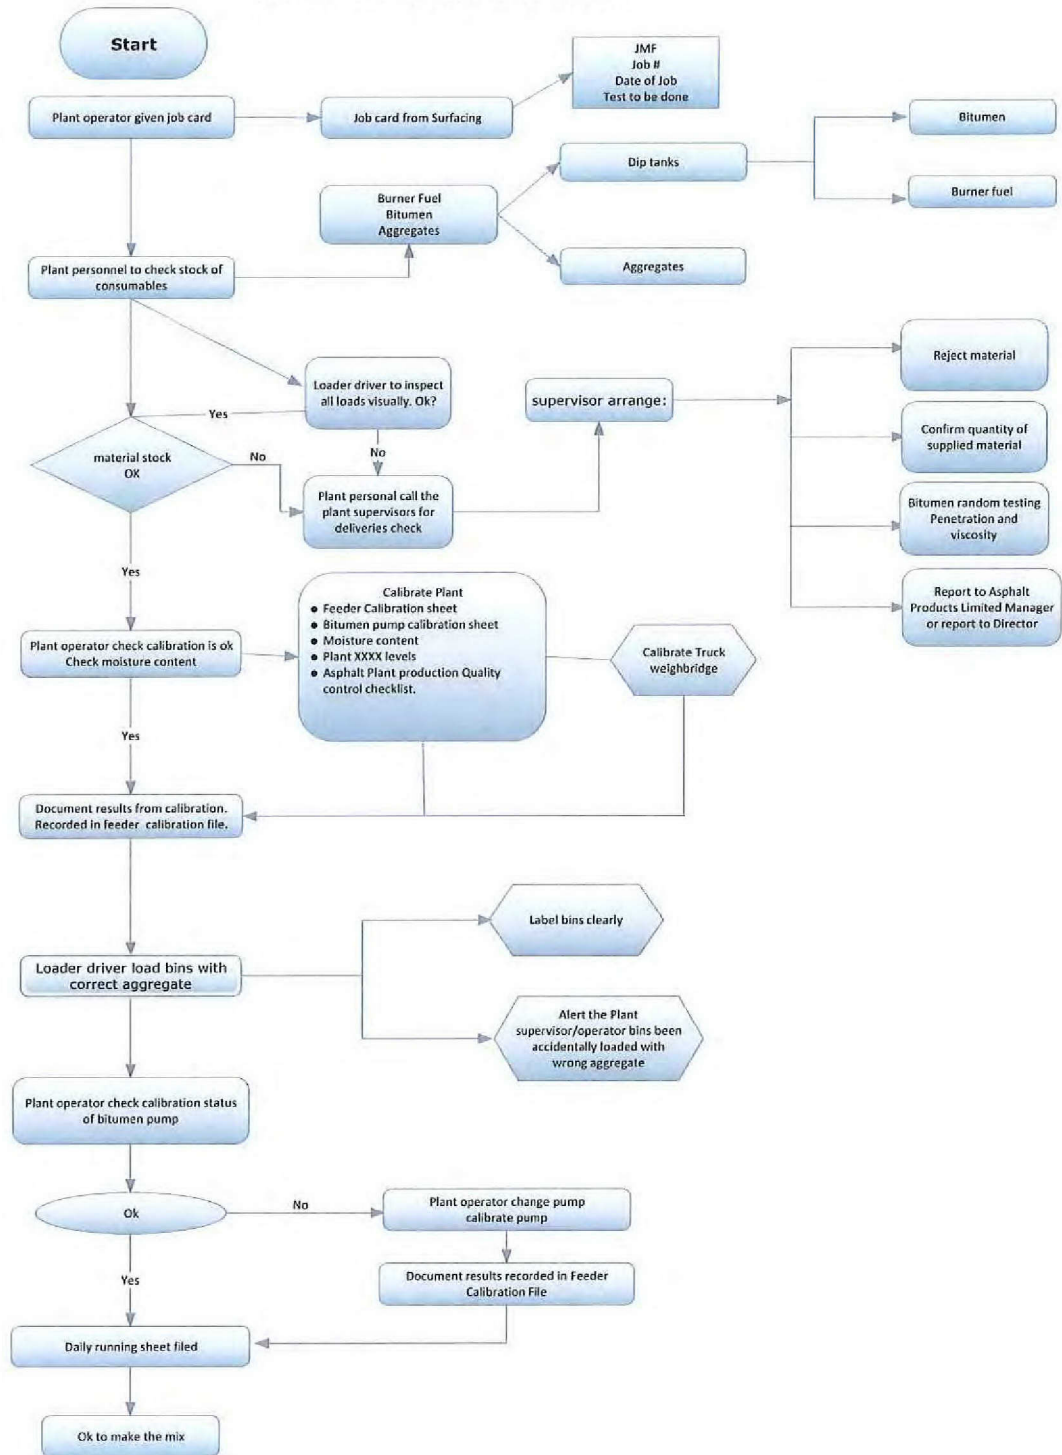 Start
JMF
Job #
Date of Job
Test to be done
Plant operator given job card
Job card from Surfacing
Bitumen
Dip tanks
Burner fuel
Burner Fuel
Bitumen
Aggregates
Aggregates
Plant personnel to check stock of
consumables
Loader driver to inspect
all loads visually. Ok?
supervisor arrange:
Reject material
Yes
Confirm quantity of
supplied material
material stock
OK
No
No
Plant personal call the
plant supervisors for
deliveries check
Bitumen random testing
Penetration and
viscosity
Yes
Report to Asphalt
Products Limited Manager
or report to Director
Calibrate Plant
• Feeder Calibration sheet
• Bitumen pump calibration sheet
• Moisture content
• Plant XXXX levels
• Asphalt Plant production Quality
control checklist.
Plant operator check calibration is ok
Check moisture content
Calibrate Truck
weighbridge
Yes
Document results from calibration.
Recorded in feeder calibration file.
Label bins clearly
Loader driver load bins with
correct aggregate
Alert the Plant
supervisor/operator bins been
accidentally loaded with
wrong aggregate
Plant operator check calibration status
of bitumen pump
Ok
No
Plant operator change pump
calibrate pump
Yes
Document results recorded in Feeder
Calibration File
Daily running sheet filed
Ok to make the mix